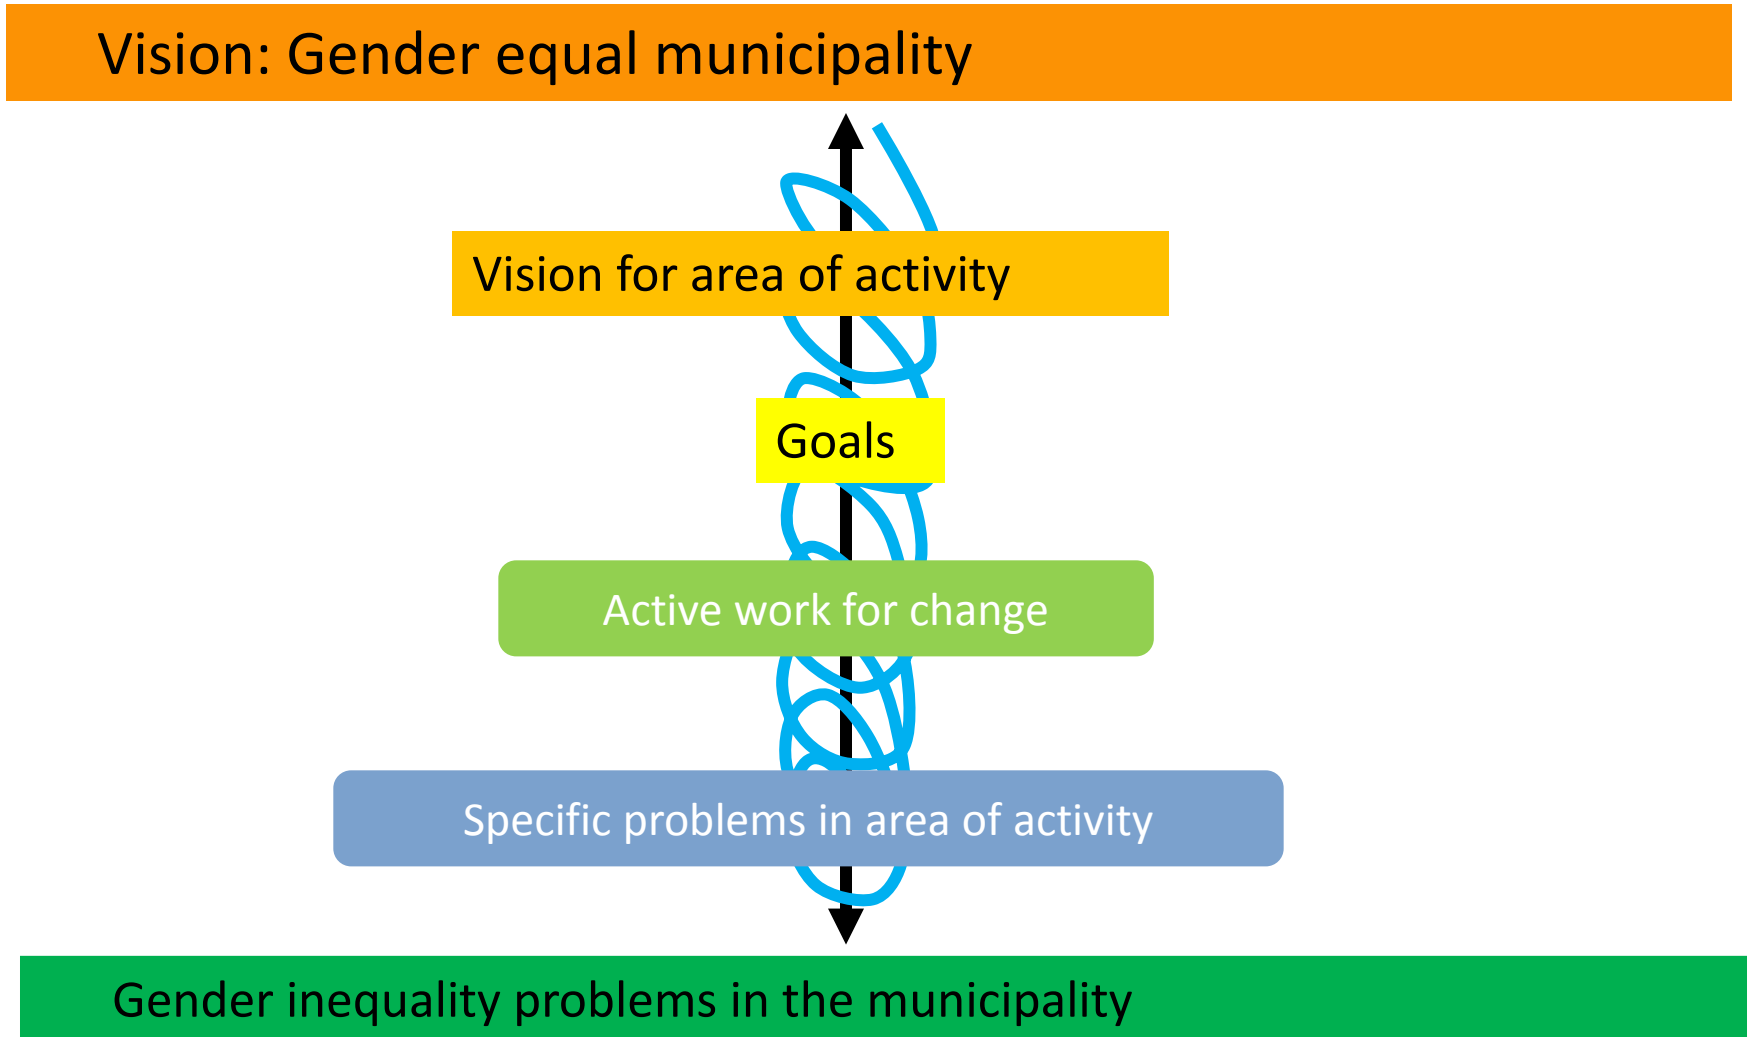 Vision: Gender equal municipality
Vision for area of activity
Goals
Active work for change
Specific problems in area of activity
Gender inequality problems in the municipality